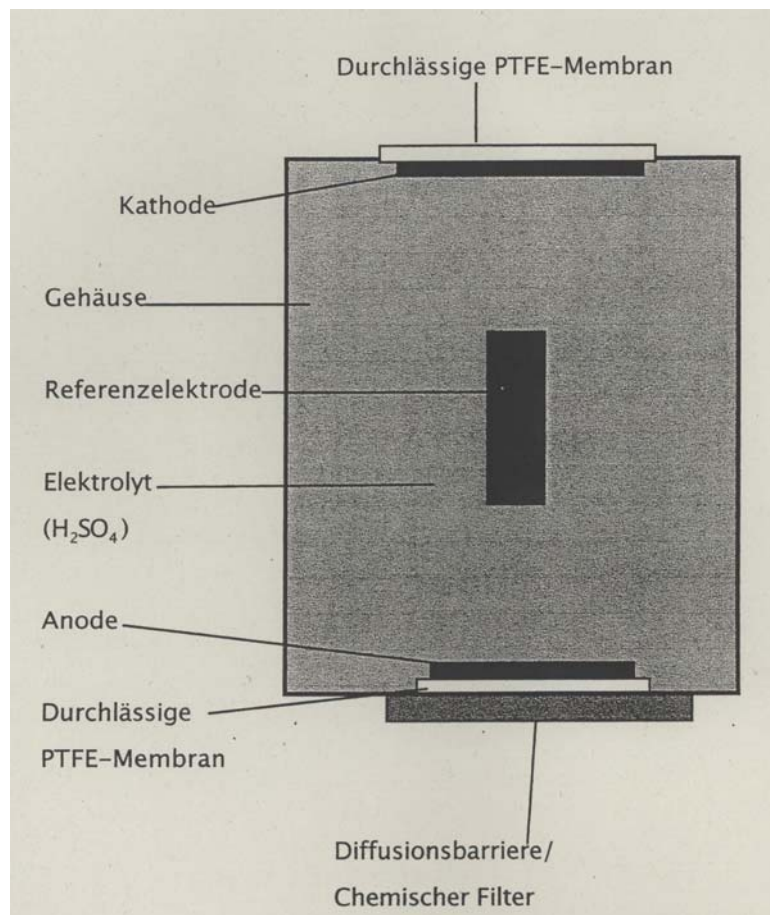 Durchlässige PTFE-Membran
Kathode
Gehäuse
Referenzelektrode
Elektrolyt
(H₂SO₄)
Anode
Durchlässige
PTFE-Membran
Diffusionsbarriere/
Chemischer Filter